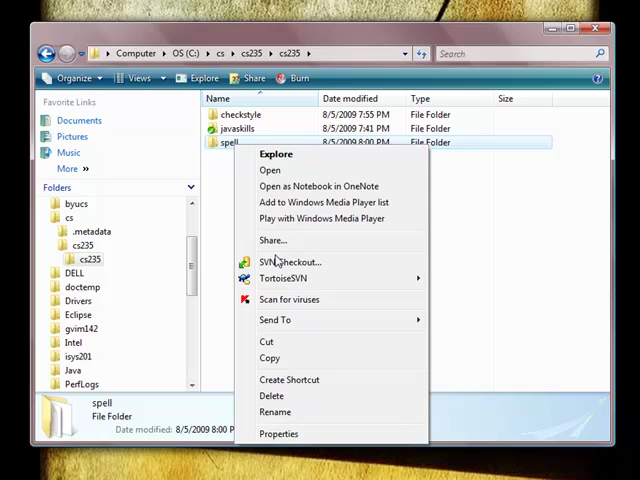 Computer ▸ OS (C:) ▸ cs ▸ cs235 ▸ cs235 ▸
Search
Organize Views Explore Share Burn
Favorite Links
Documents
Pictures
Music
More »
Folders
byucs
cs
.metadata
cs235
cs235
DELL
doctemp
Drivers
Eclipse
gvim142
Intel
isys201
Java
PerfLogs
Name Date modified Type Size
checkstyle 8/5/2009 7:55 PM File Folder
javaskills 8/5/2009 7:41 PM File Folder
spell 8/5/2009 8:00 PM File Folder
Explore
Open
Open as Notebook in OneNote
Add to Windows Media Player list
Play with Windows Media Player
Share...
SVN Checkout...
TortoiseSVN
Scan for viruses
Send To
Cut
Copy
Create Shortcut
Delete
Rename
Properties
spell
File Folder
Date modified: 8/5/2009 8:00 P